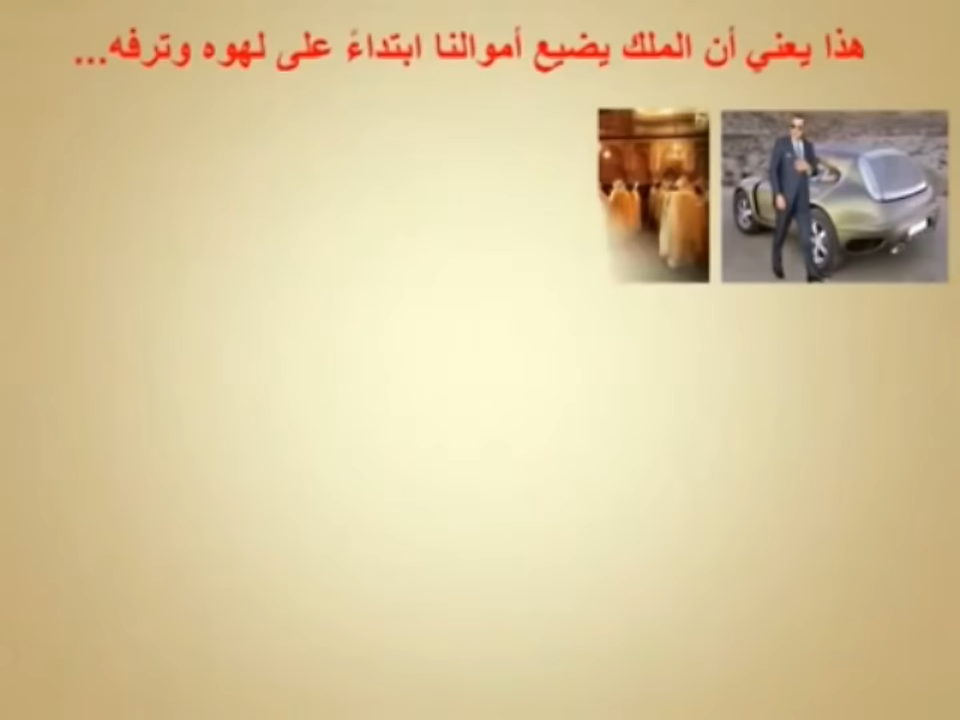 هذا يعني أن الملك يضيع أموالنا ابتداءً على لهوه وترفه...